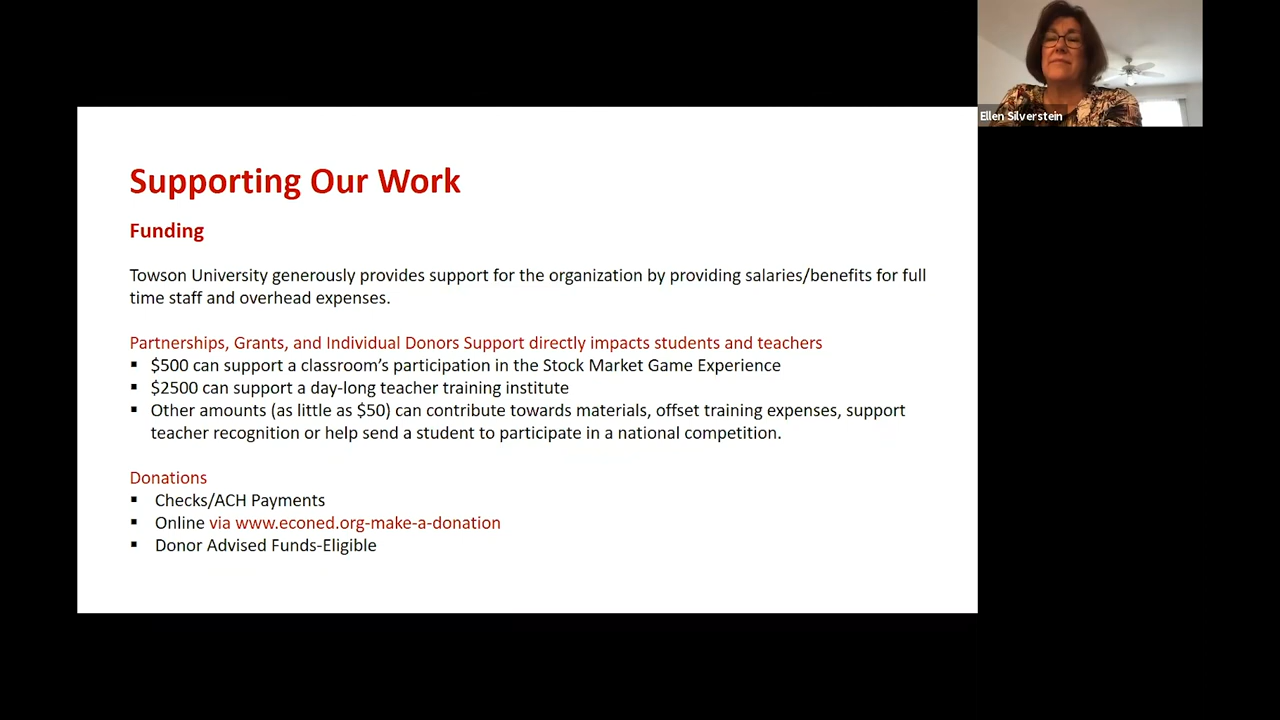 Ellen Silverstein
Supporting Our Work
Funding
Towson University generously provides support for the organization by providing salaries/benefits for full
time staff and overhead expenses.
Partnerships, Grants, and Individual Donors Support directly impacts students and teachers
▪ $500 can support a classroom’s participation in the Stock Market Game Experience
▪ $2500 can support a day-long teacher training institute
▪ Other amounts (as little as $50) can contribute towards materials, offset training expenses, support
teacher recognition or help send a student to participate in a national competition.
Donations
▪ Checks/ACH Payments
▪ Online via www.econed.org-make-a-donation
▪ Donor Advised Funds-Eligible